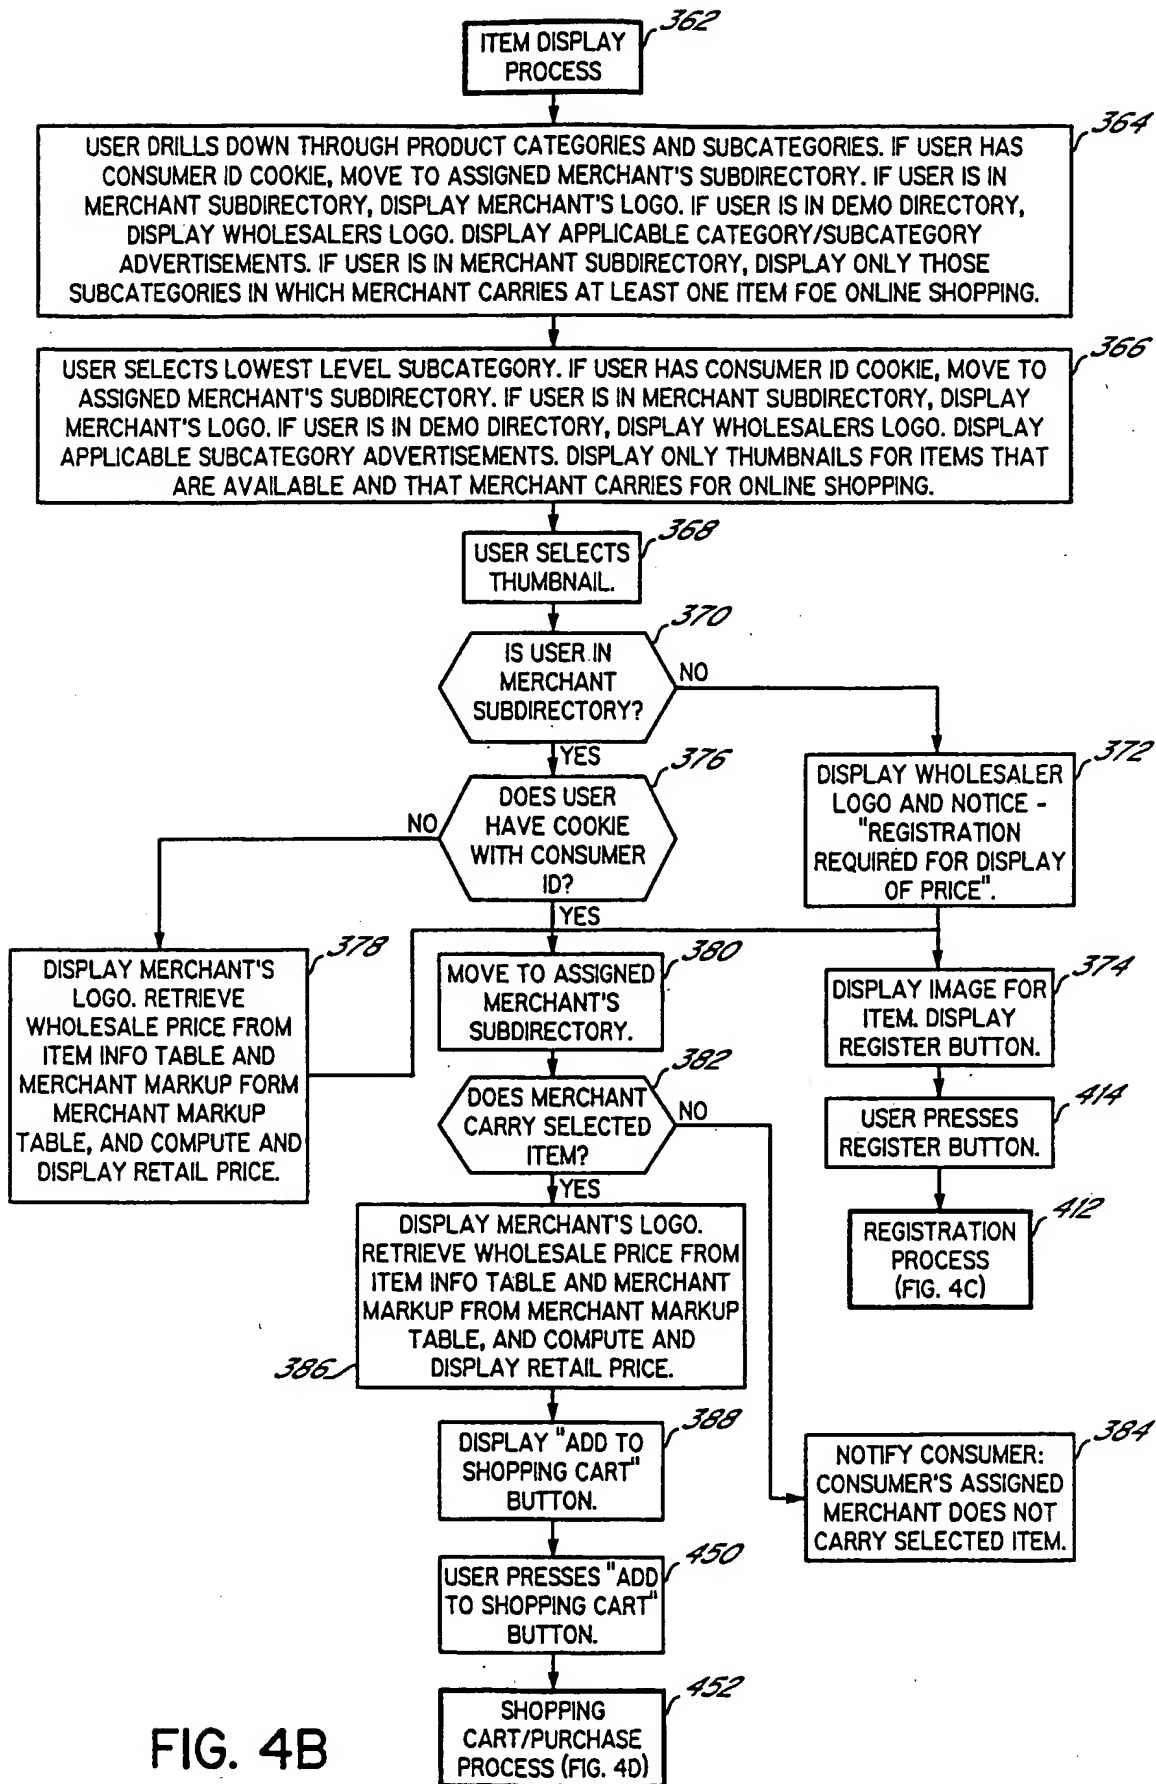 362
ITEM DISPLAY
PROCESS
364
USER DRILLS DOWN THROUGH PRODUCT CATEGORIES AND SUBCATEGORIES. IF USER HAS
CONSUMER ID COOKIE, MOVE TO ASSIGNED MERCHANT'S SUBDIRECTORY. IF USER IS IN
MERCHANT SUBDIRECTORY, DISPLAY MERCHANT'S LOGO. IF USER IS IN DEMO DIRECTORY,
DISPLAY WHOLESALERS LOGO. DISPLAY APPLICABLE CATEGORY/SUBCATEGORY
ADVERTISEMENTS. IF USER IS IN MERCHANT SUBDIRECTORY, DISPLAY ONLY THOSE
SUBCATEGORIES IN WHICH MERCHANT CARRIES AT LEAST ONE ITEM FOE ONLINE SHOPPING.
366
USER SELECTS LOWEST LEVEL SUBCATEGORY. IF USER HAS CONSUMER ID COOKIE, MOVE TO
ASSIGNED MERCHANT'S SUBDIRECTORY. IF USER IS IN MERCHANT SUBDIRECTORY, DISPLAY
MERCHANT'S LOGO. IF USER IS IN DEMO DIRECTORY, DISPLAY WHOLESALERS LOGO. DISPLAY
APPLICABLE SUBCATEGORY ADVERTISEMENTS. DISPLAY ONLY THUMBNAILS FOR ITEMS THAT
ARE AVAILABLE AND THAT MERCHANT CARRIES FOR ONLINE SHOPPING.
368
USER SELECTS
THUMBNAIL.
370
IS USER IN
MERCHANT
SUBDIRECTORY?
NO
YES
372
DISPLAY WHOLESALER
LOGO AND NOTICE -
"REGISTRATION
REQUIRED FOR DISPLAY
OF PRICE".
376
DOES USER
HAVE COOKIE
WITH CONSUMER
ID?
NO
YES
378
DISPLAY MERCHANT'S
LOGO. RETRIEVE
WHOLESALE PRICE FROM
ITEM INFO TABLE AND
MERCHANT MARKUP FORM
MERCHANT MARKUP
TABLE, AND COMPUTE AND
DISPLAY RETAIL PRICE.
380
MOVE TO ASSIGNED
MERCHANT'S
SUBDIRECTORY.
374
DISPLAY IMAGE FOR
ITEM. DISPLAY
REGISTER BUTTON.
382
DOES MERCHANT
CARRY SELECTED
ITEM?
NO
YES
414
USER PRESSES
REGISTER BUTTON.
412
REGISTRATION
PROCESS
(FIG. 4C)
386
DISPLAY MERCHANT'S LOGO.
RETRIEVE WHOLESALE PRICE FROM
ITEM INFO TABLE AND MERCHANT
MARKUP FROM MERCHANT MARKUP
TABLE, AND COMPUTE AND
DISPLAY RETAIL PRICE.
388
DISPLAY "ADD TO
SHOPPING CART"
BUTTON.
384
NOTIFY CONSUMER:
CONSUMER'S ASSIGNED
MERCHANT DOES NOT
CARRY SELECTED ITEM.
450
USER PRESSES "ADD
TO SHOPPING CART"
BUTTON.
452
SHOPPING
CART/PURCHASE
PROCESS (FIG. 4D)
FIG. 4B